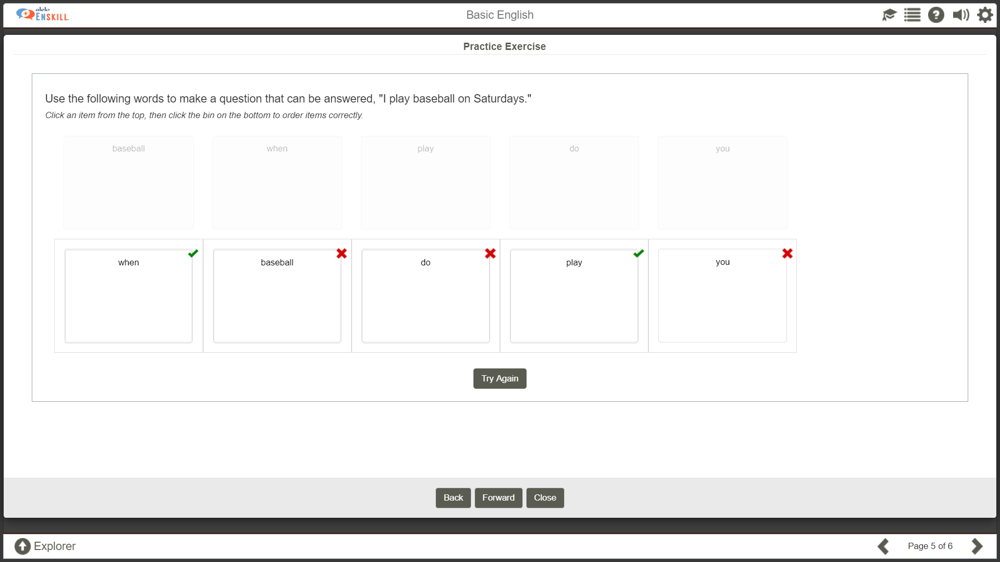 alelo
ENSKILL.
Basic English
Practice Exercise
Use the following words to make a question that can be answered, "I play baseball on Saturdays."
Click an item from the top, then click the bin on the bottom to order items correctly.
baseball when play do you
when baseball do play you
Try Again
Back Forward Close
Explorer
Page 5 of 6